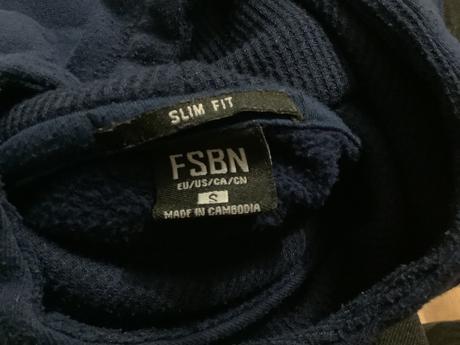 SLIM FIT
FSBN
EU/US/CA/CN
S
MADE IN CAMBODIA